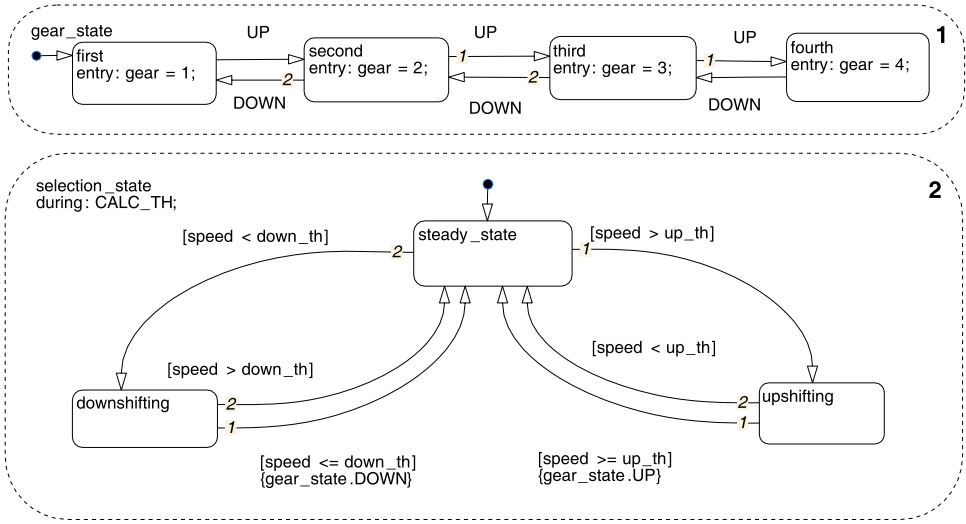 gear_state
UP
UP
UP
1
first
entry: gear = 1;
second
entry: gear = 2;
third
entry: gear = 3;
fourth
entry: gear = 4;
1
1
2
2
DOWN
DOWN
DOWN
selection_state
during: CALC_TH;
2
[speed < down_th]
2
steady_state
1
[speed > up_th]
[speed > down_th]
[speed < up_th]
downshifting
2
1
2
1
upshifting
[speed <= down_th]
{gear_state.DOWN}
[speed >= up_th]
{gear_state.UP}